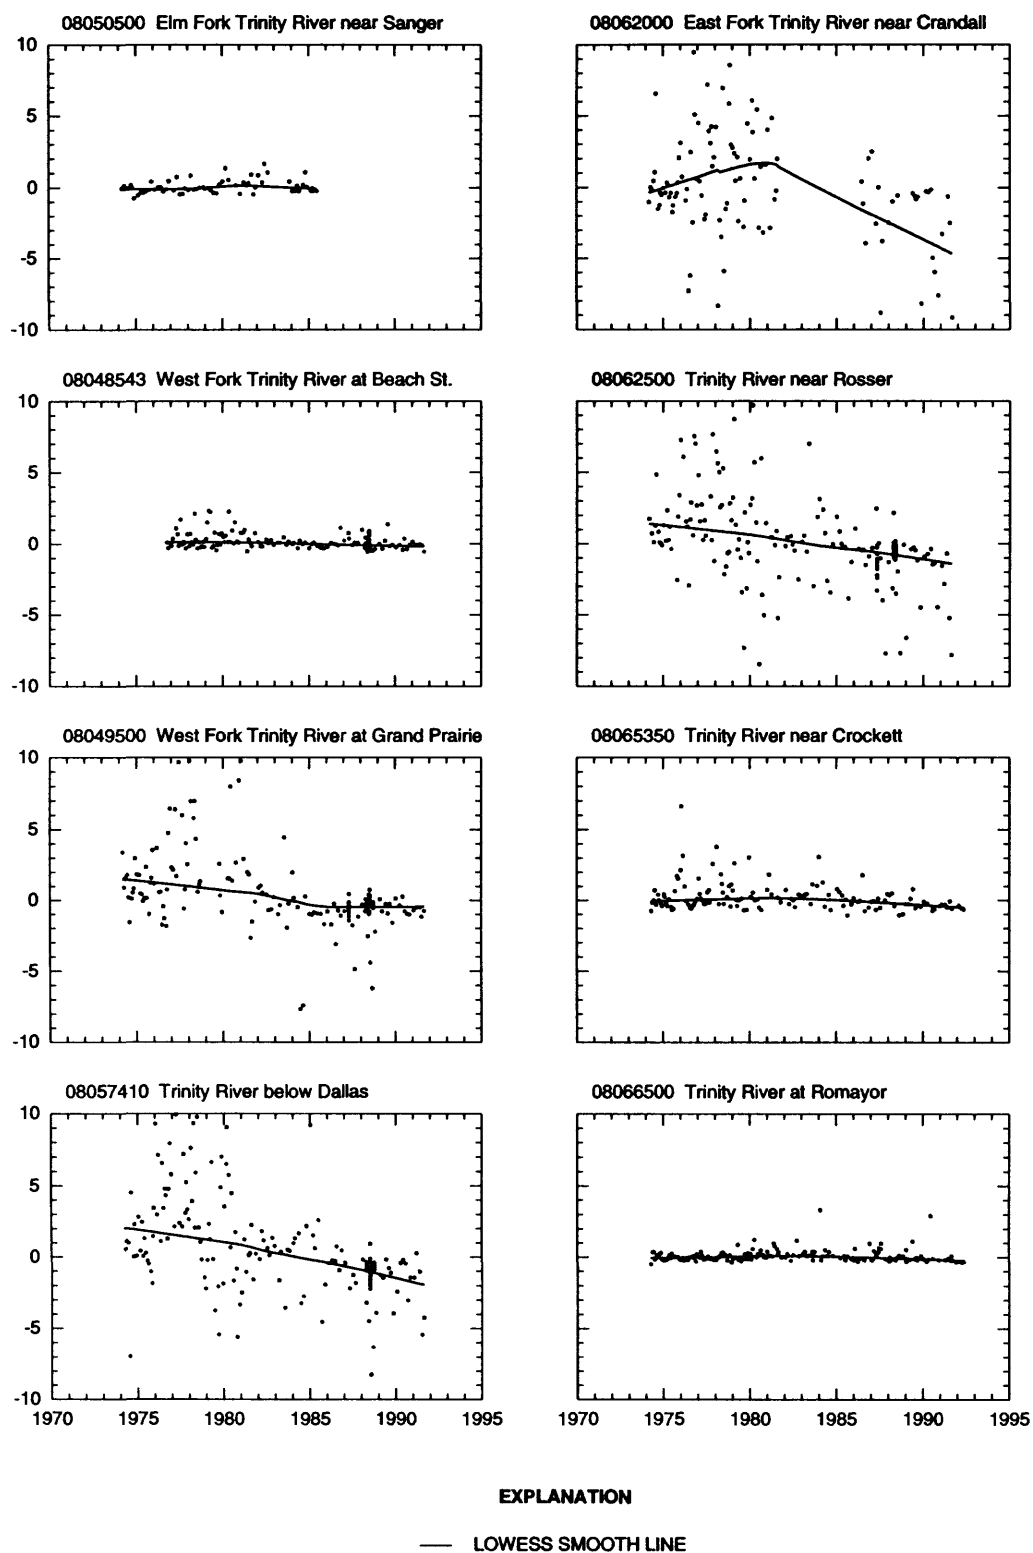 08050500 Elm Fork Trinity River near Sanger
08062000 East Fork Trinity River near Crandall
10
5
0
-5
-10
08048543 West Fork Trinity River at Beach St.
08062500 Trinity River near Rosser
10
5
0
-5
-10
08049500 West Fork Trinity River at Grand Prairie
08065350 Trinity River near Crockett
10
5
0
-5
-10
08057410 Trinity River below Dallas
08066500 Trinity River at Romayor
10
5
0
-5
-10
1970 1975 1980 1985 1990 1995
1970 1975 1980 1985 1990 1995
EXPLANATION
LOWESS SMOOTH LINE